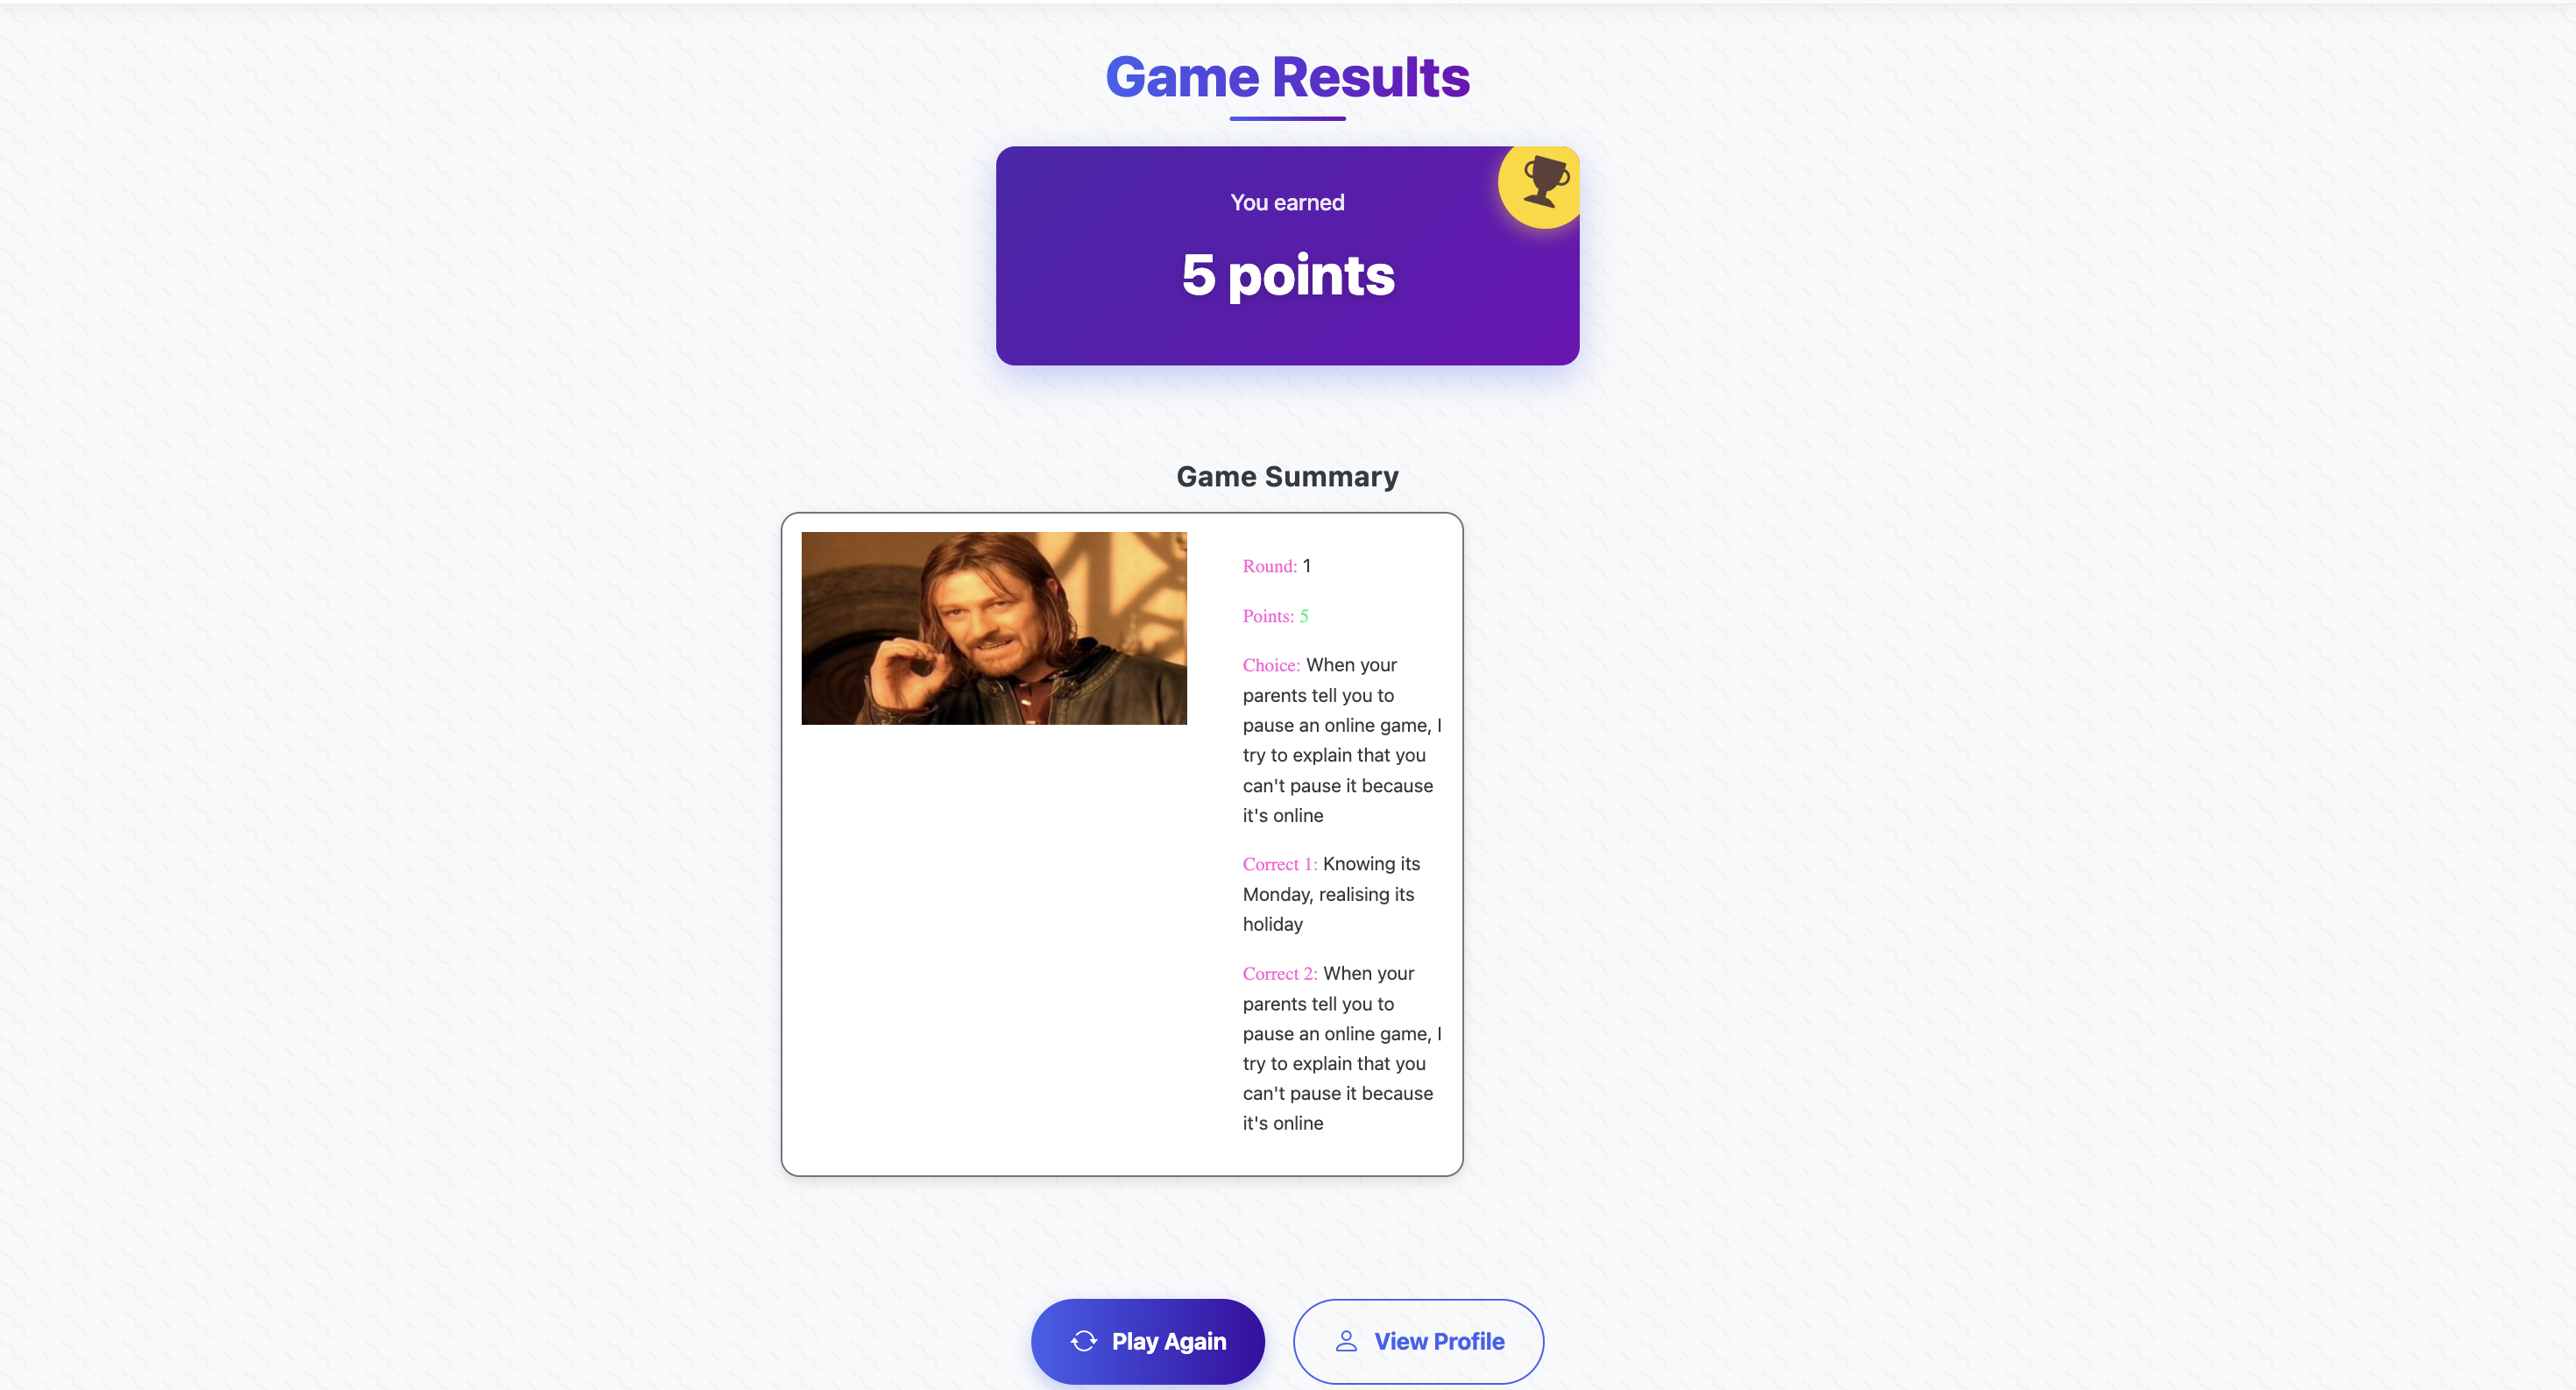 Game Results
You earned
5 points
Game Summary
Round: 1
Points: 5
Choice: When your
parents tell you to
pause an online game, I
try to explain that you
can't pause it because
it's online
Correct 1: Knowing its
Monday, realising its
holiday
Correct 2: When your
parents tell you to
pause an online game, I
try to explain that you
can't pause it because
it's online
Play Again
View Profile